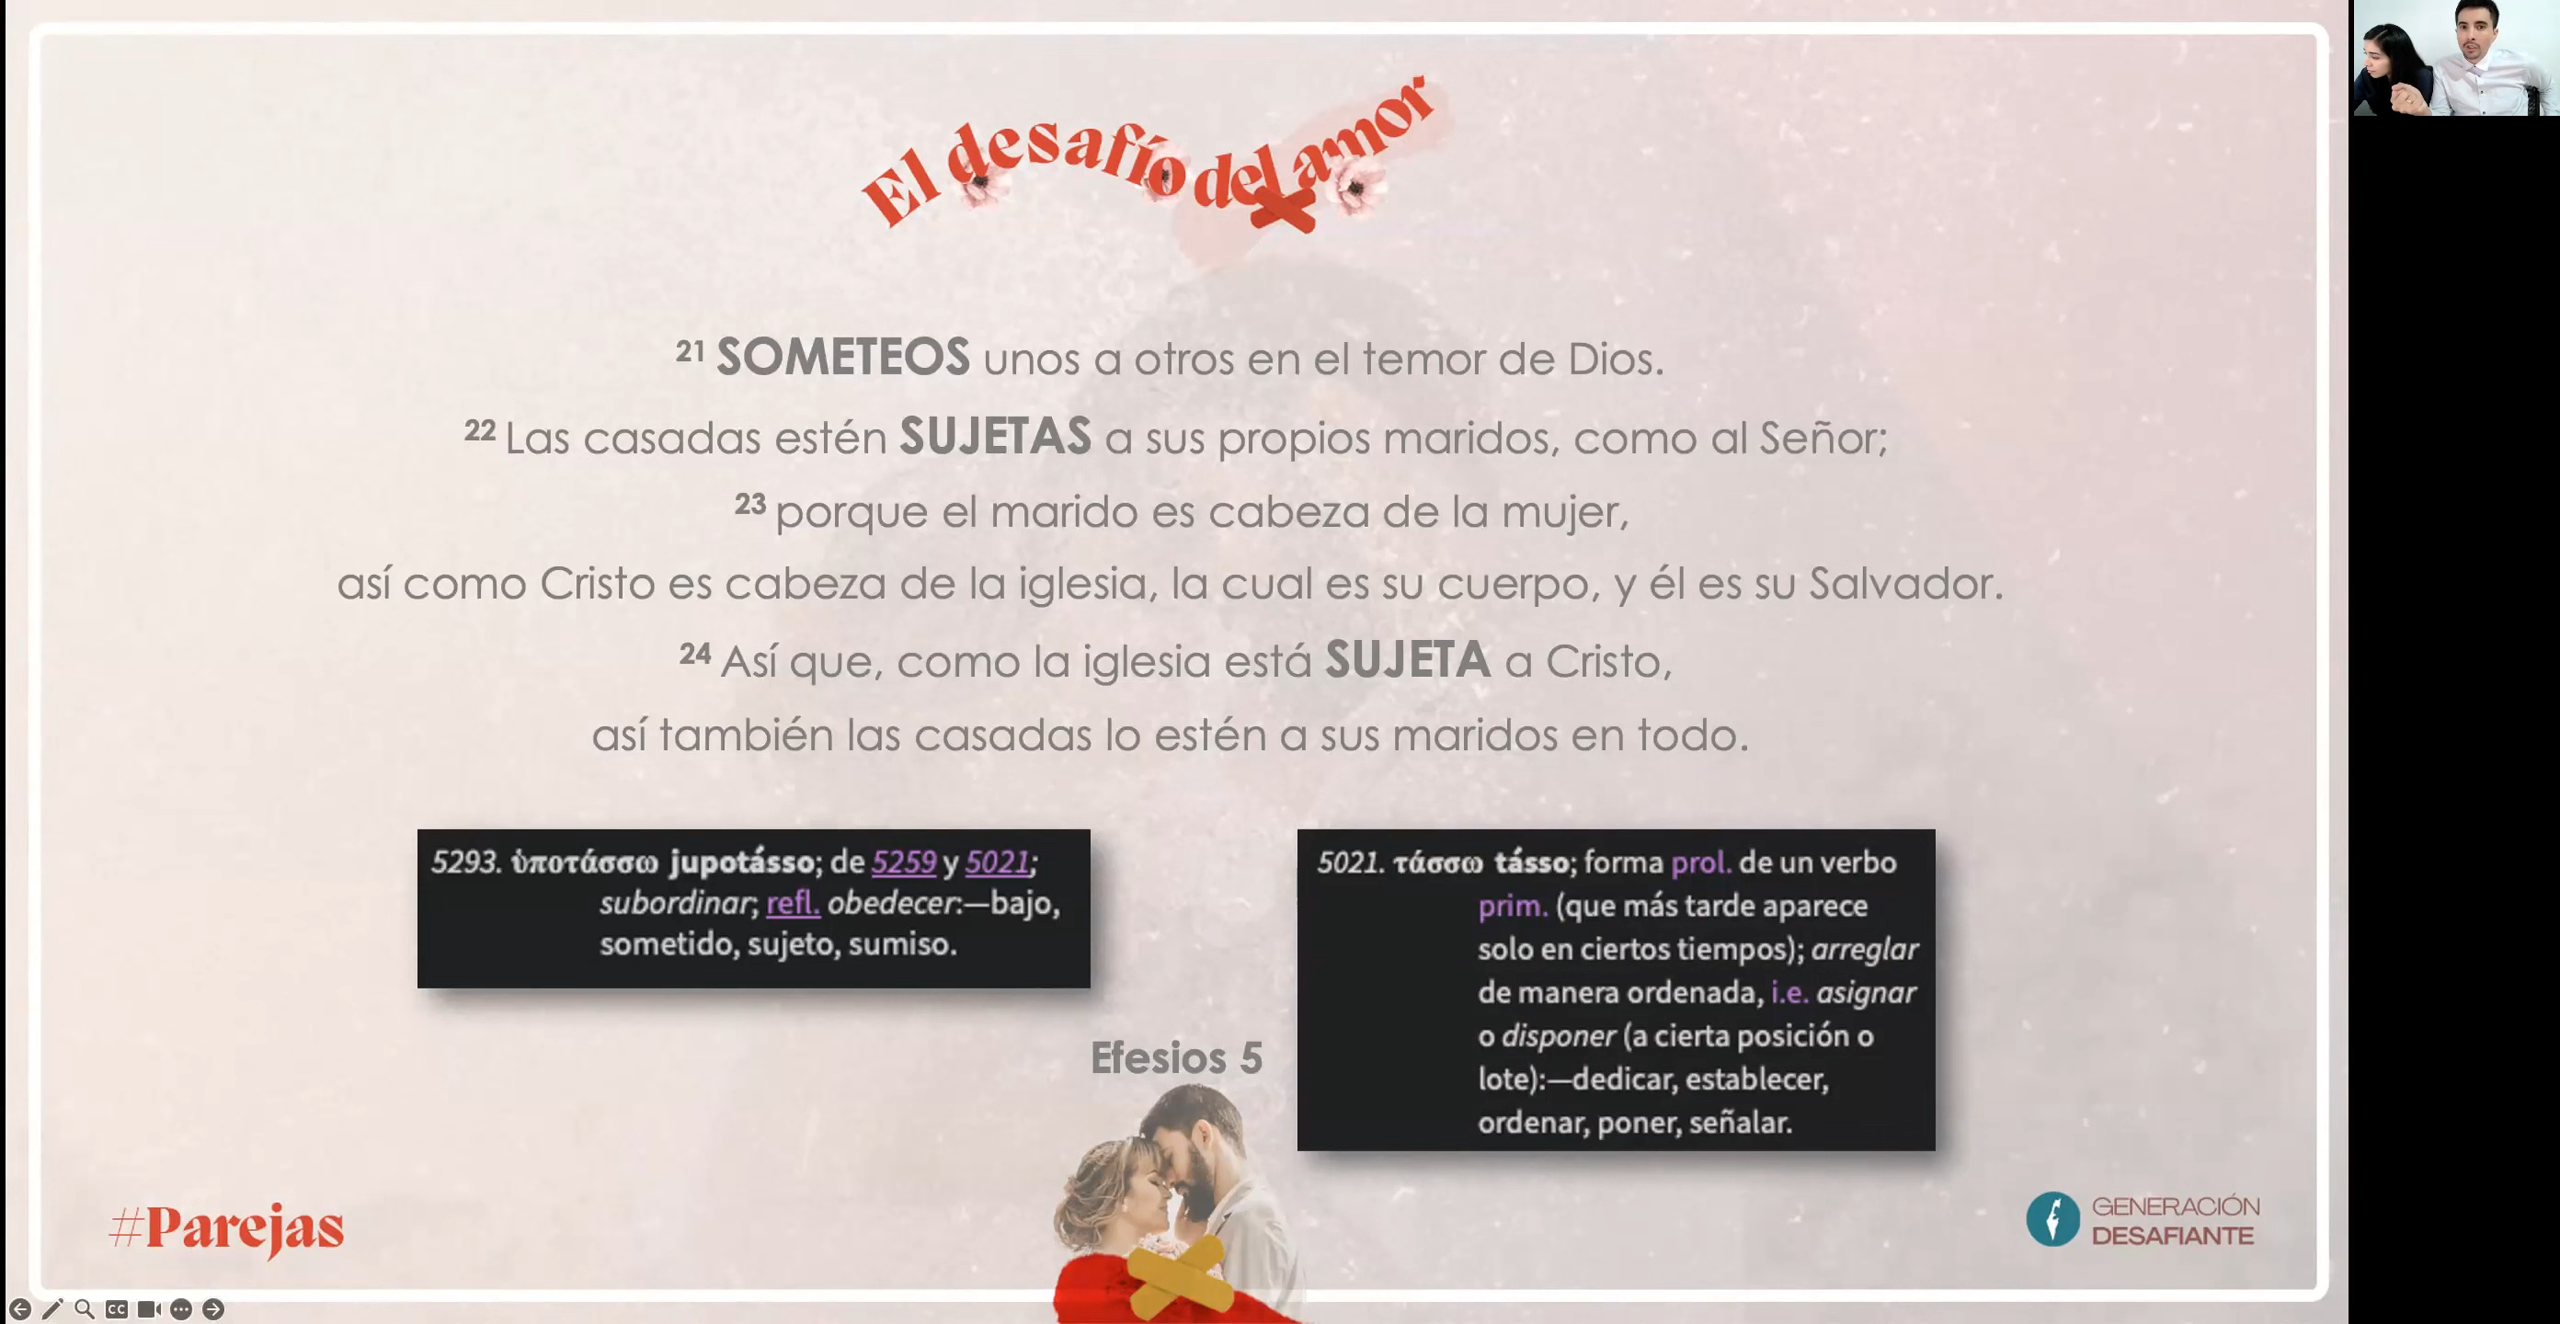 El desafío del amor
21 SOMETEOS unos a otros en el temor de Dios.
22 Las casadas estén SUJETAS a sus propios maridos, como al Señor;
23 porque el marido es cabeza de la mujer,
así como Cristo es cabeza de la iglesia, la cual es su cuerpo, y él es su Salvador.
24 Así que, como la iglesia está SUJETA a Cristo,
así también las casadas lo estén a sus maridos en todo.
5293. ὑποτάσσω jupotásso; de 5259 y 5021;
subordinar; refl. obedecer:—bajo,
sometido, sujeto, sumiso.
5021. τάσσω tásso; forma prol. de un verbo
prim. (que más tarde aparece
solo en ciertos tiempos); arreglar
de manera ordenada, i.e. asignar
o disponer (a cierta posición o
lote):—dedicar, establecer,
ordenar, poner, señalar.
Efesios 5
#Parejas
GENERACIÓN
DESAFIANTE
CC